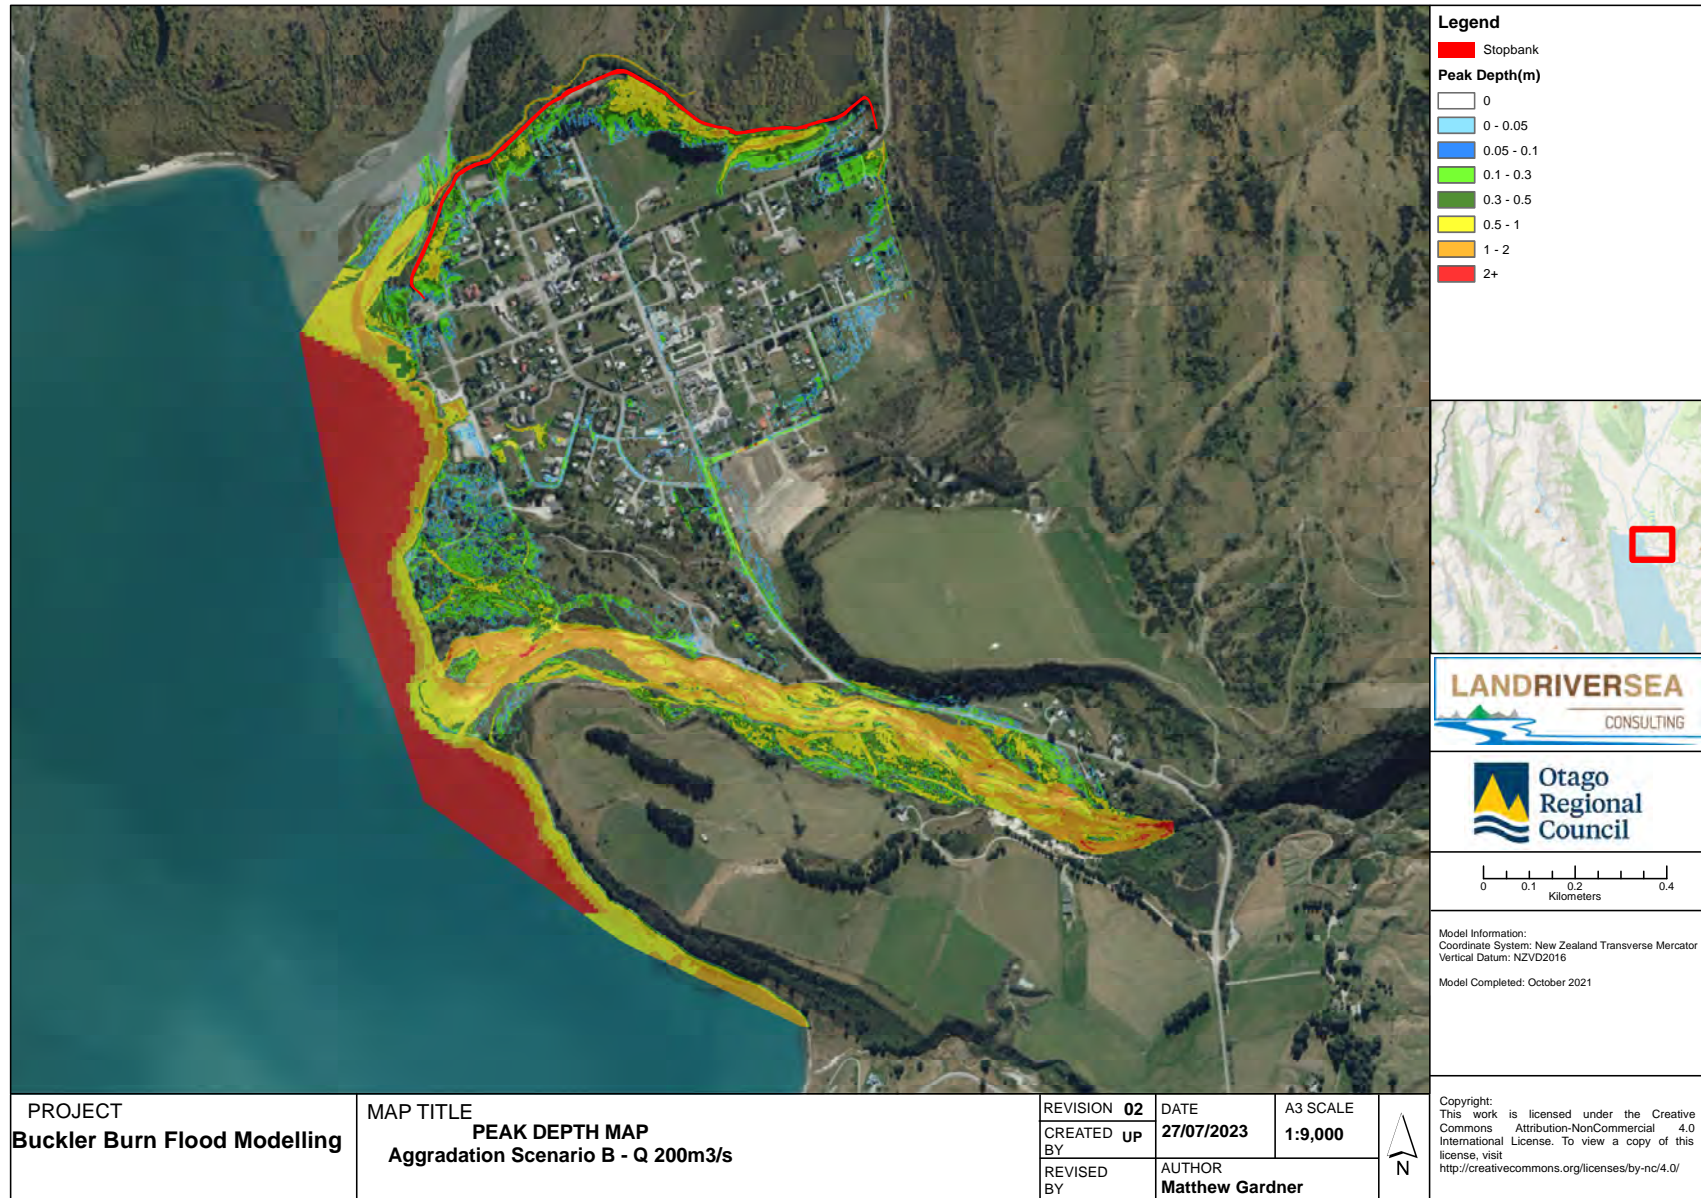 Legend
Stopbank
Peak Depth(m)
0
0 - 0.05
0.05 - 0.1
0.1 - 0.3
0.3 - 0.5
0.5 - 1
1 - 2
2+
LANDRIVERSEA
CONSULTING
Otago
Regional
Council
0 0.1 0.2 0.4
Kilometers
Model Information:
Coordinate System: New Zealand Transverse Mercator
Vertical Datum: NZVD2016
Model Completed: October 2021
Copyright:
This work is licensed under the Creative
Commons Attribution-NonCommercial 4.0
International License. To view a copy of this
license, visit
http://creativecommons.org/licenses/by-nc/4.0/
PROJECT
Buckler Burn Flood Modelling
MAP TITLE
PEAK DEPTH MAP
Aggradation Scenario B - Q 200m3/s
REVISION 02
CREATED BY UP
REVISED BY
DATE
27/07/2023
A3 SCALE
1:9,000
AUTHOR
Matthew Gardner
N